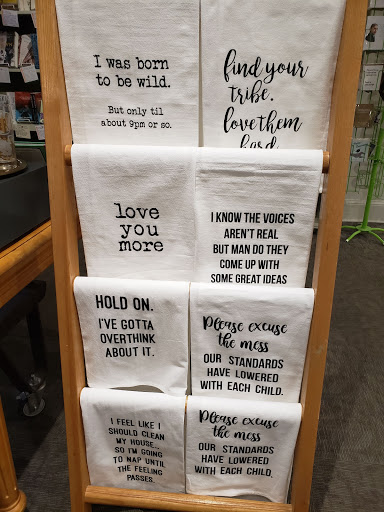 I was born
to be wild.
But only til
about 9pm or so.
find your
tribe.
love them
hard.
love
you
more
I KNOW THE VOICES
AREN'T REAL
BUT MAN DO THEY
COME UP WITH
SOME GREAT IDEAS
HOLD ON.
I'VE GOTTA
OVERTHINK
ABOUT IT.
Please excuse
the mess
OUR STANDARDS
HAVE LOWERED
WITH EACH CHILD.
I FEEL LIKE I
SHOULD CLEAN
MY HOUSE...
SO I'M GOING
TO NAP UNTIL
THE FEELING
PASSES.
Please excuse
the mess
OUR STANDARDS
HAVE LOWERED
WITH EACH CHILD.